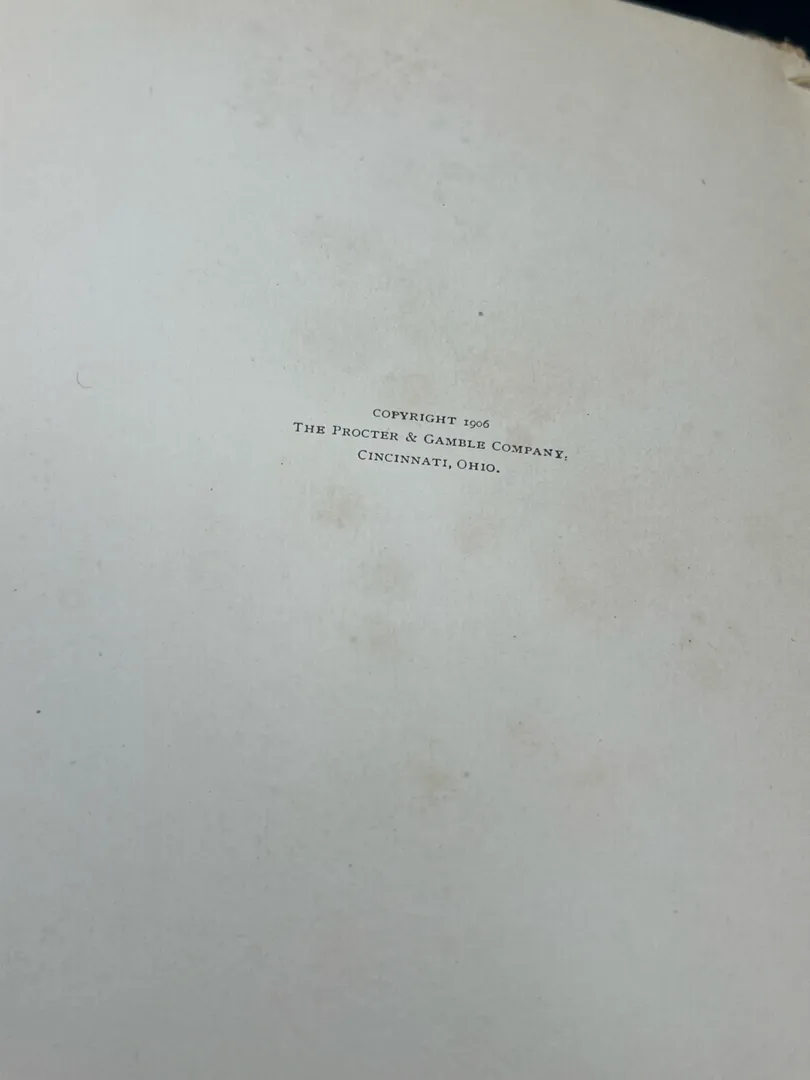 COPYRIGHT 1906
THE PROCTER & GAMBLE COMPANY.
CINCINNATI, OHIO.